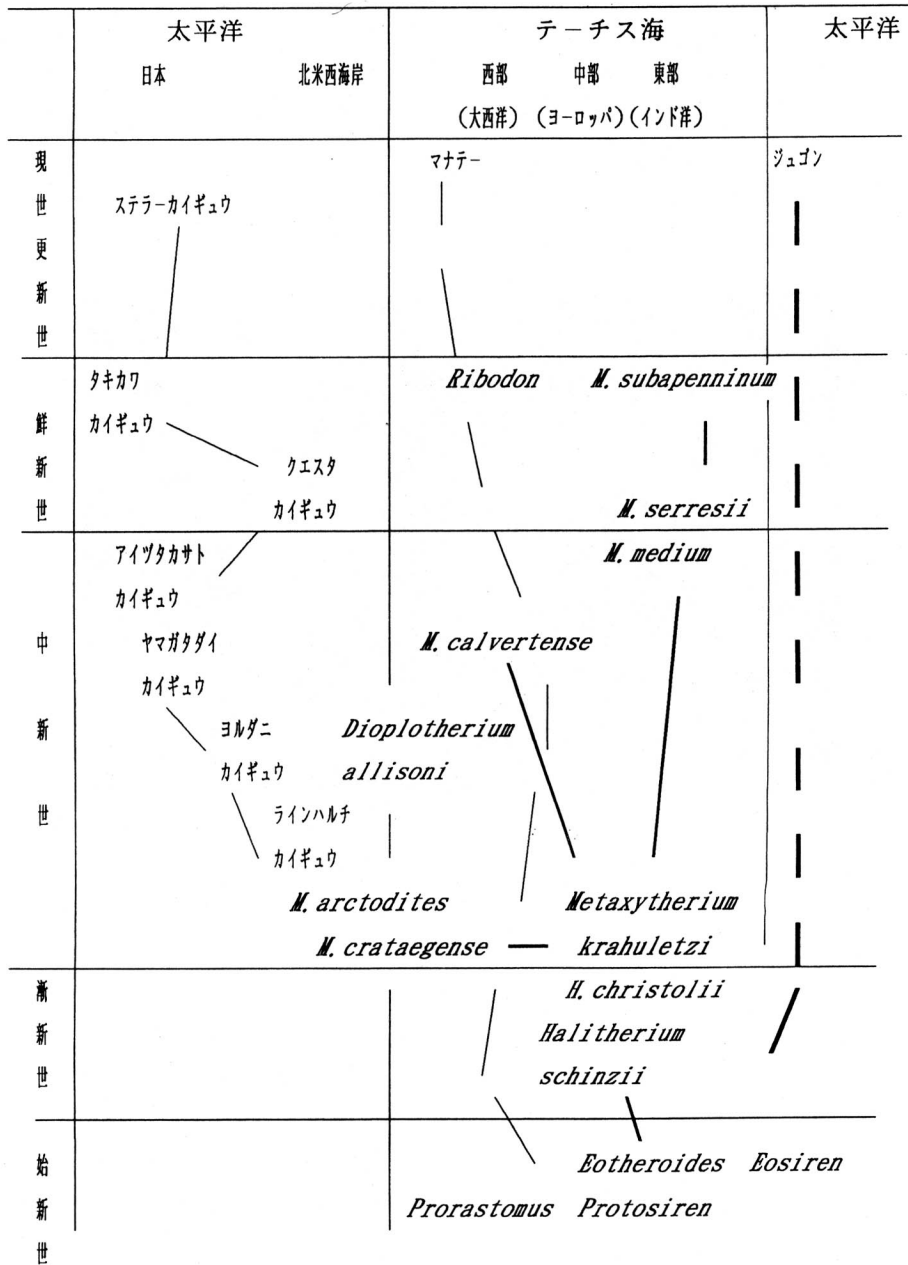 太平洋 テーチス海 太平洋
日本 北米西海岸 西部 中部 東部
(大西洋) (ヨーロッパ) (インド洋)
現 マナテー ジュゴン
世 ステラーカイギュウ
更
新
世
タキカワ Ribodon M. subapenninum
鮮 カイギュウ
新 クエスタ
世 カイギュウ M. serresii
アイヅタカサト M. medium
カイギュウ
中 ヤマガタダイ M. calvertense
カイギュウ
新 ヨルダニ Dioplotherium
カイギュウ allisoni
世 ラインハルチ
カイギュウ
M. arctodites Metaxytherium
M. crataegense krahuletzi
漸 H. christolii
新 Halitherium
世 schinzii
始 Eotheroides Eosiren
新 Prorastomus Protosiren
世